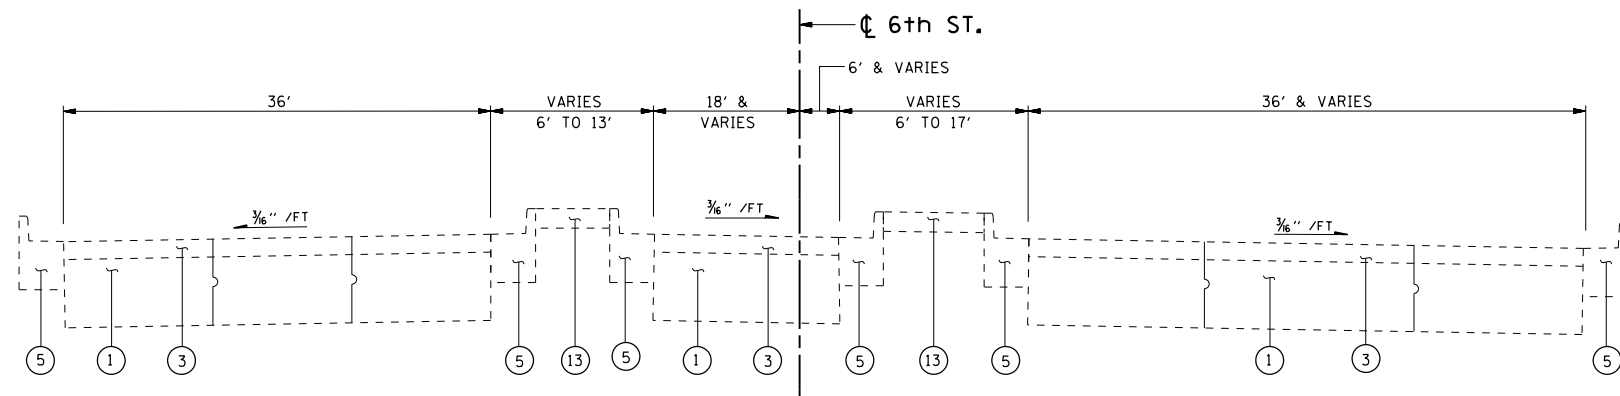 ℄ 6th ST.
6' & VARIES
36'
VARIES
6' TO 13'
18' &
VARIES
VARIES
6' TO 17'
36' & VARIES
3/16'' /FT
3/16'' /FT
3/16'' /FT
5
1
3
5
13
5
1
3
5
13
5
1
3
5